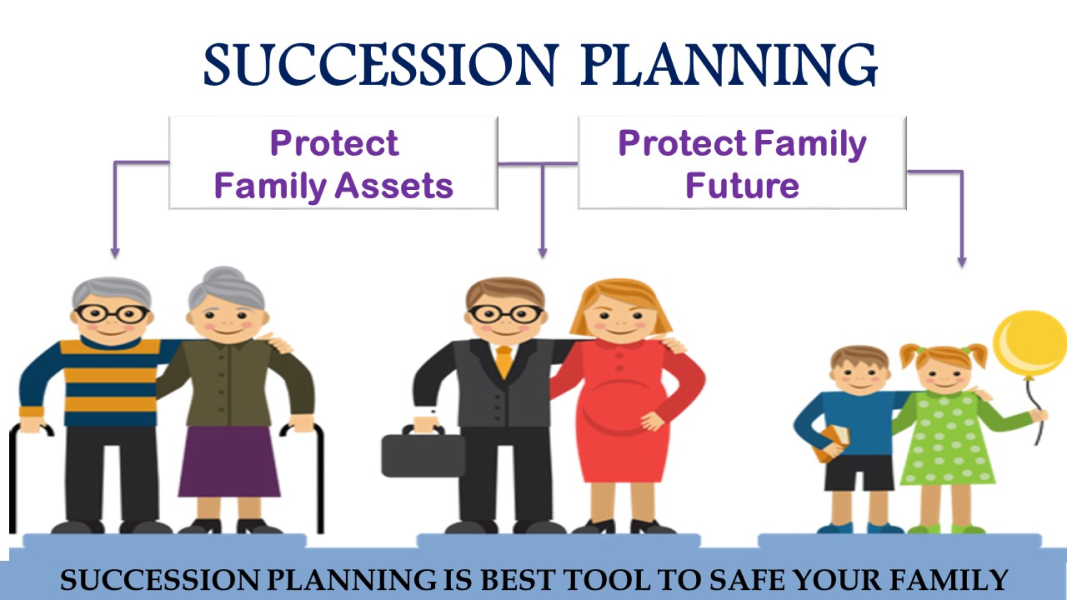 SUCCESSION PLANNING
Protect
Family Assets
Protect Family
Future
SUCCESSION PLANNING IS BEST TOOL TO SAFE YOUR FAMILY